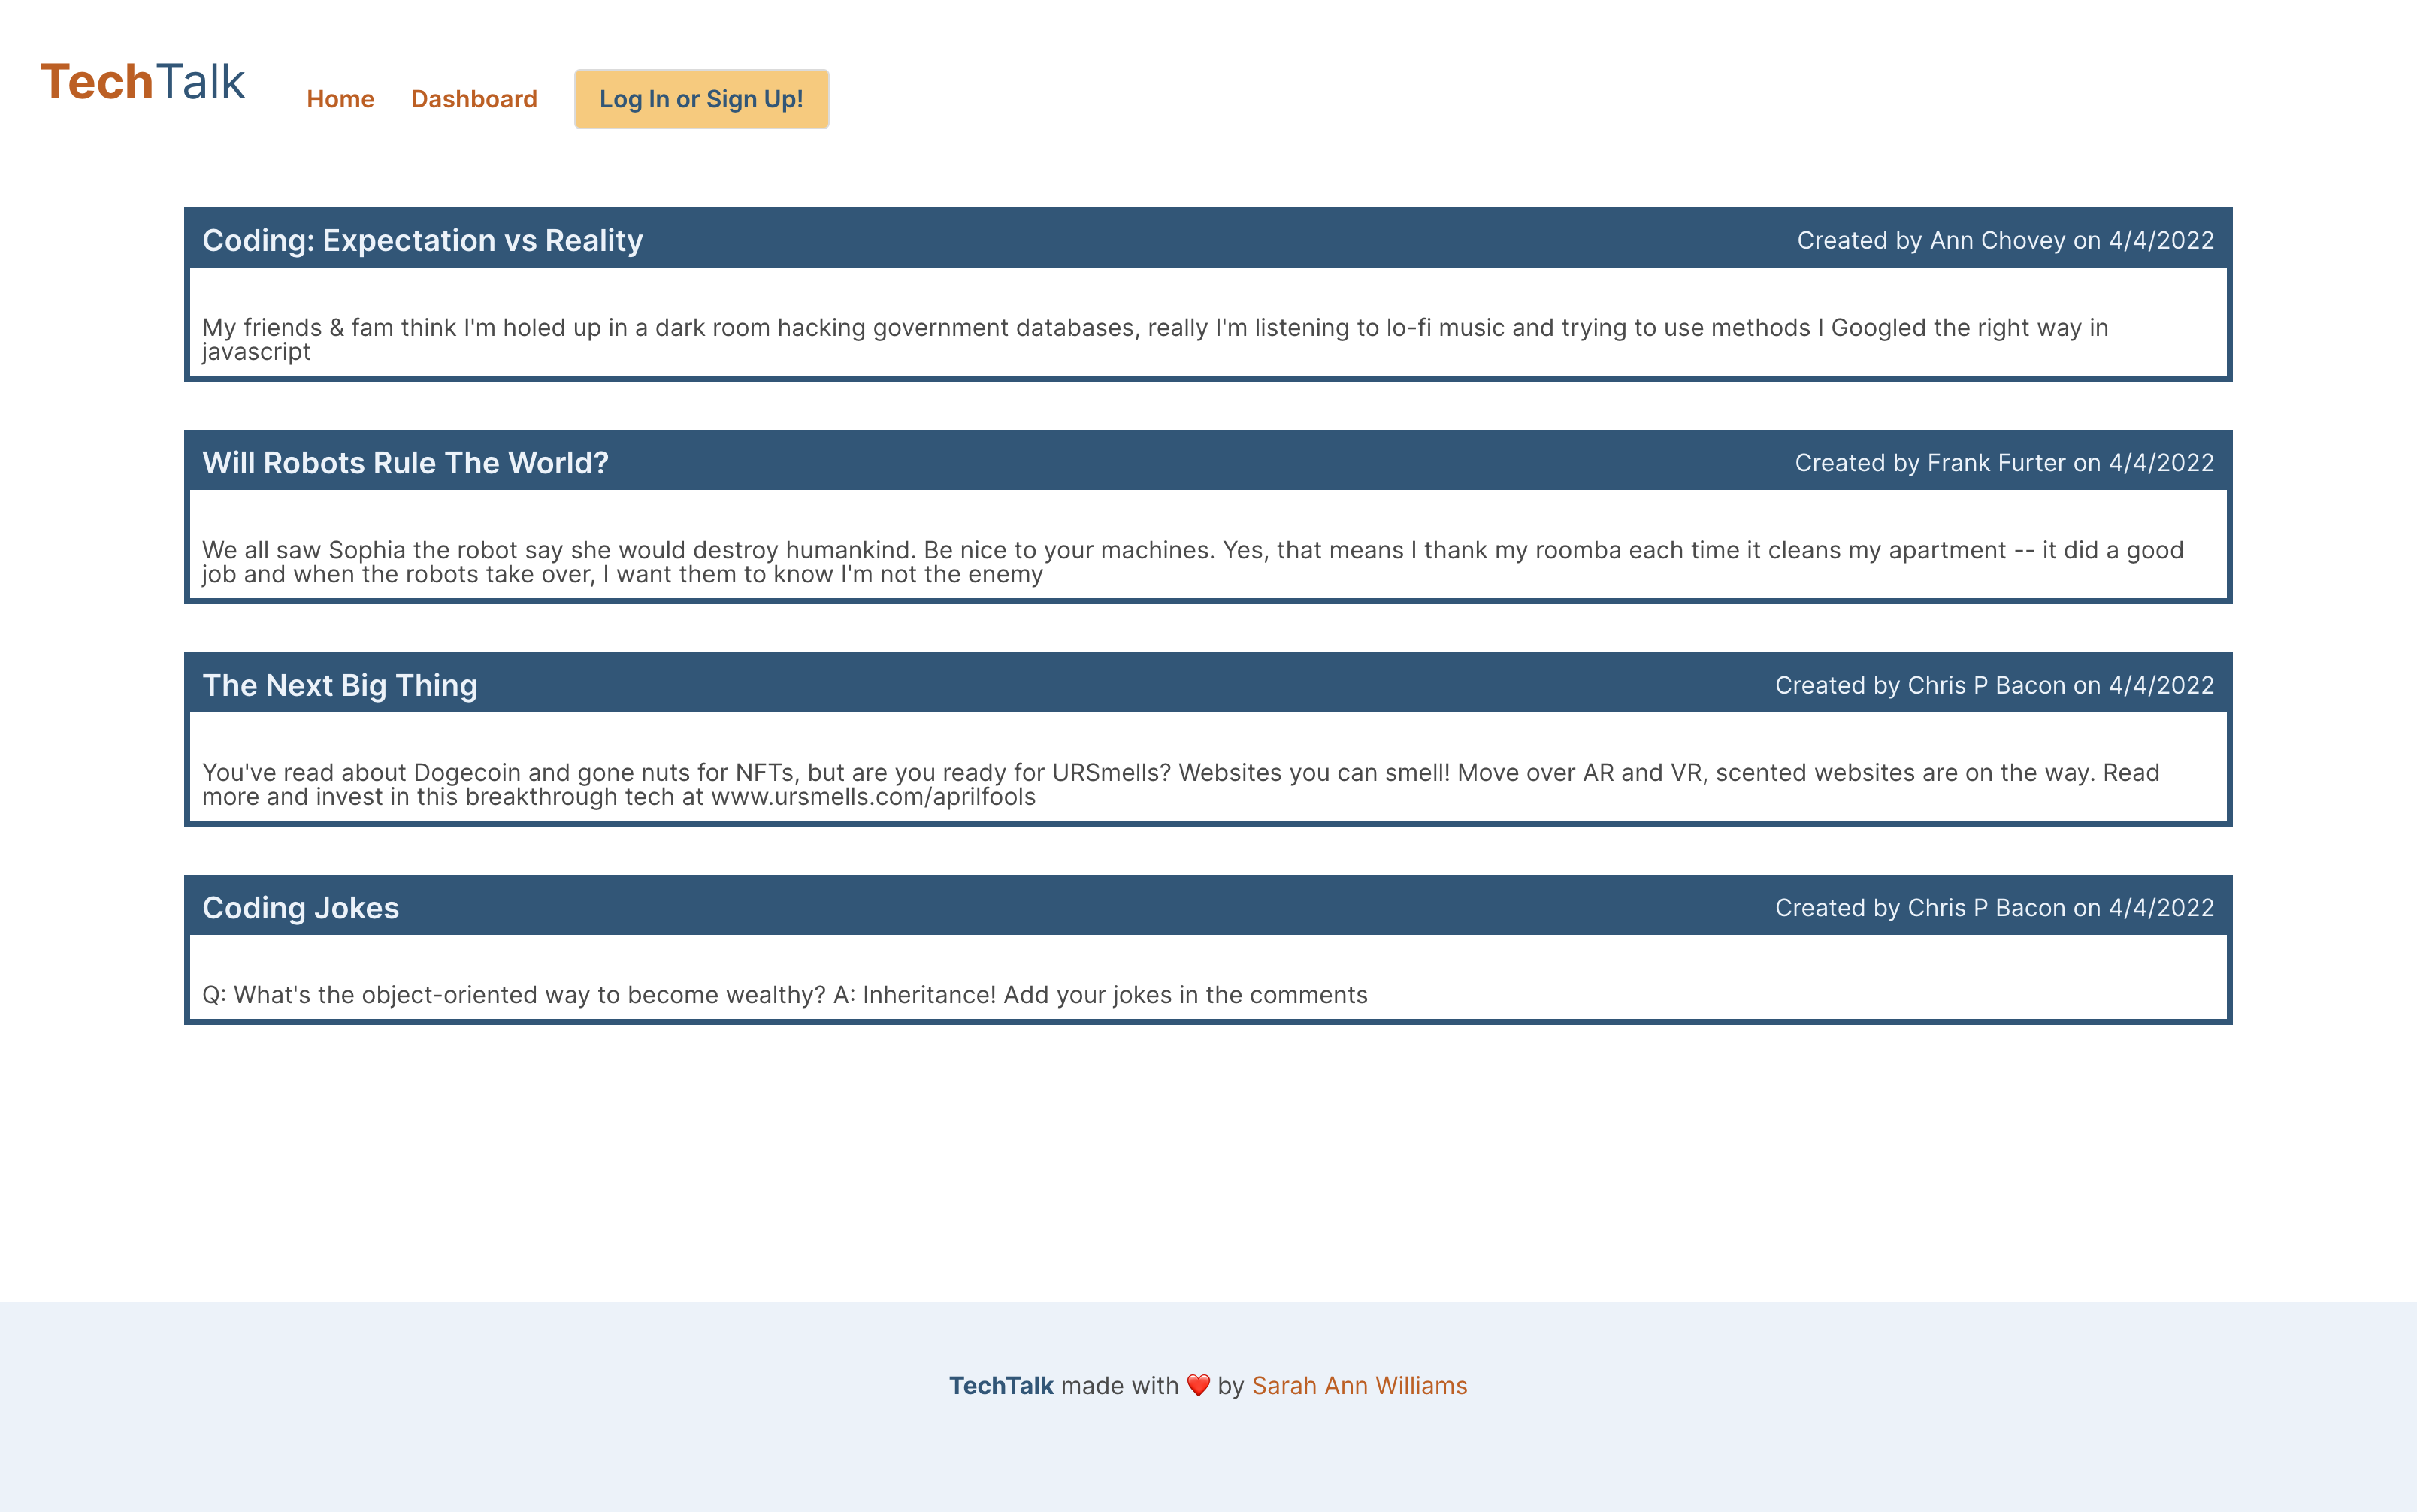 TechTalk
Home Dashboard Log In or Sign Up!
Coding: Expectation vs Reality Created by Ann Chovey on 4/4/2022
My friends & fam think I'm holed up in a dark room hacking government databases, really I'm listening to lo-fi music and trying to use methods I Googled the right way in
javascript
Will Robots Rule The World? Created by Frank Furter on 4/4/2022
We all saw Sophia the robot say she would destroy humankind. Be nice to your machines. Yes, that means I thank my roomba each time it cleans my apartment -- it did a good
job and when the robots take over, I want them to know I'm not the enemy
The Next Big Thing Created by Chris P Bacon on 4/4/2022
You've read about Dogecoin and gone nuts for NFTs, but are you ready for URSmells? Websites you can smell! Move over AR and VR, scented websites are on the way. Read
more and invest in this breakthrough tech at www.ursmells.com/aprilfools
Coding Jokes Created by Chris P Bacon on 4/4/2022
Q: What's the object-oriented way to become wealthy? A: Inheritance! Add your jokes in the comments
TechTalk made with ❤️ by Sarah Ann Williams